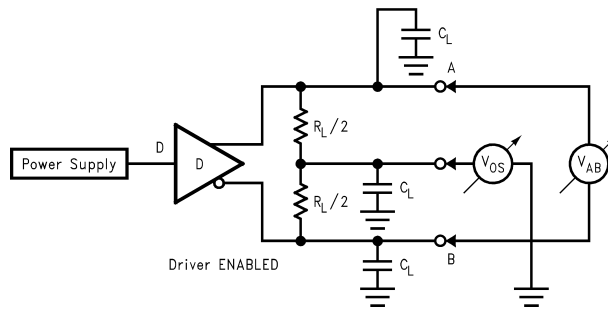 C_L
A
R_L/2
D
Power Supply
D
V_OS
V_AB
R_L/2
C_L
Driver ENABLED
C_L
B